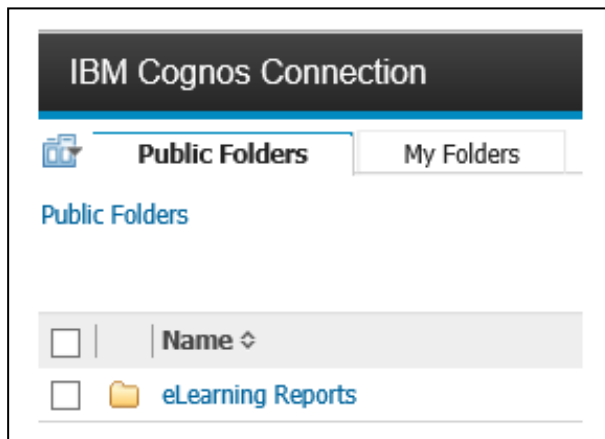 IBM Cognos Connection
Public Folders My Folders
Public Folders
Name
eLearning Reports